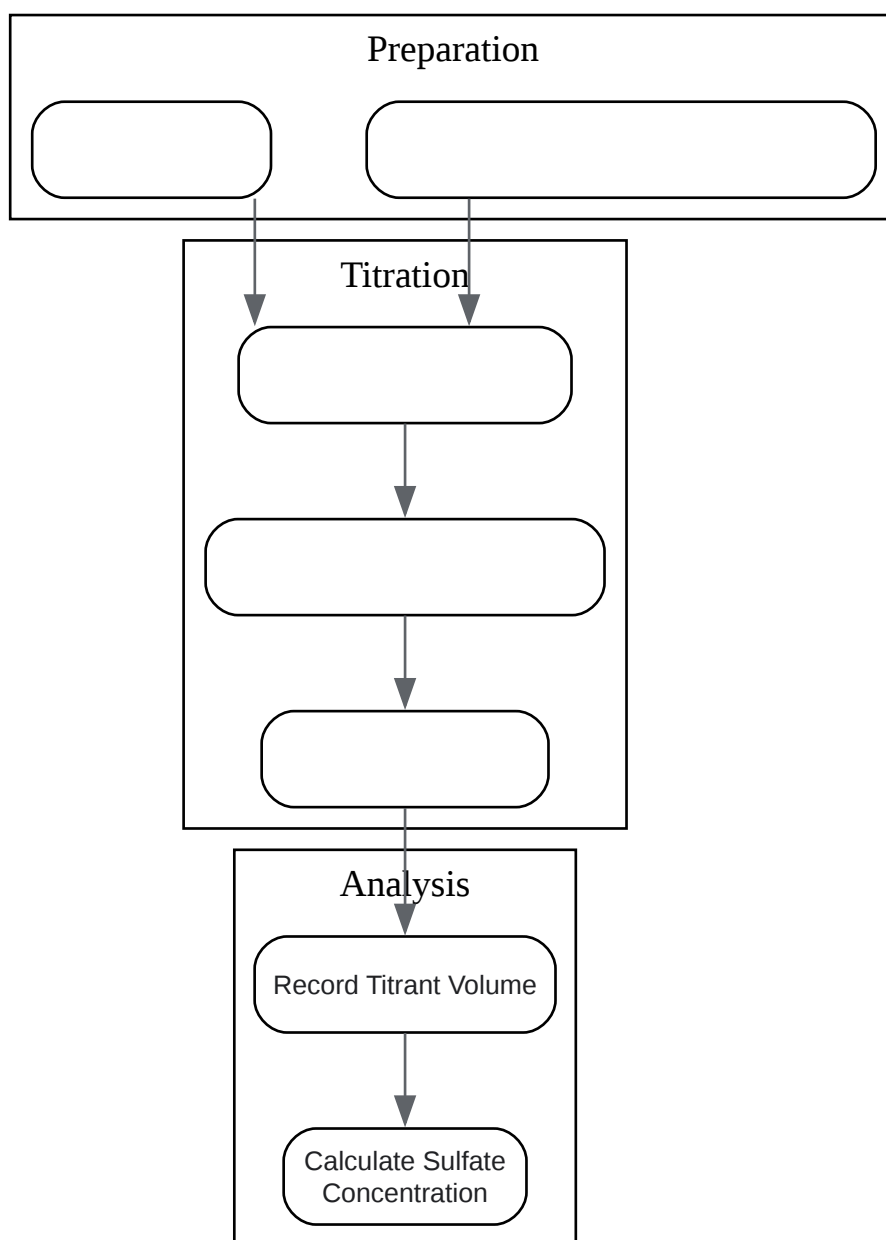 Preparation
Titration
Analysis
Record Titrant Volume
Calculate Sulfate
Concentration